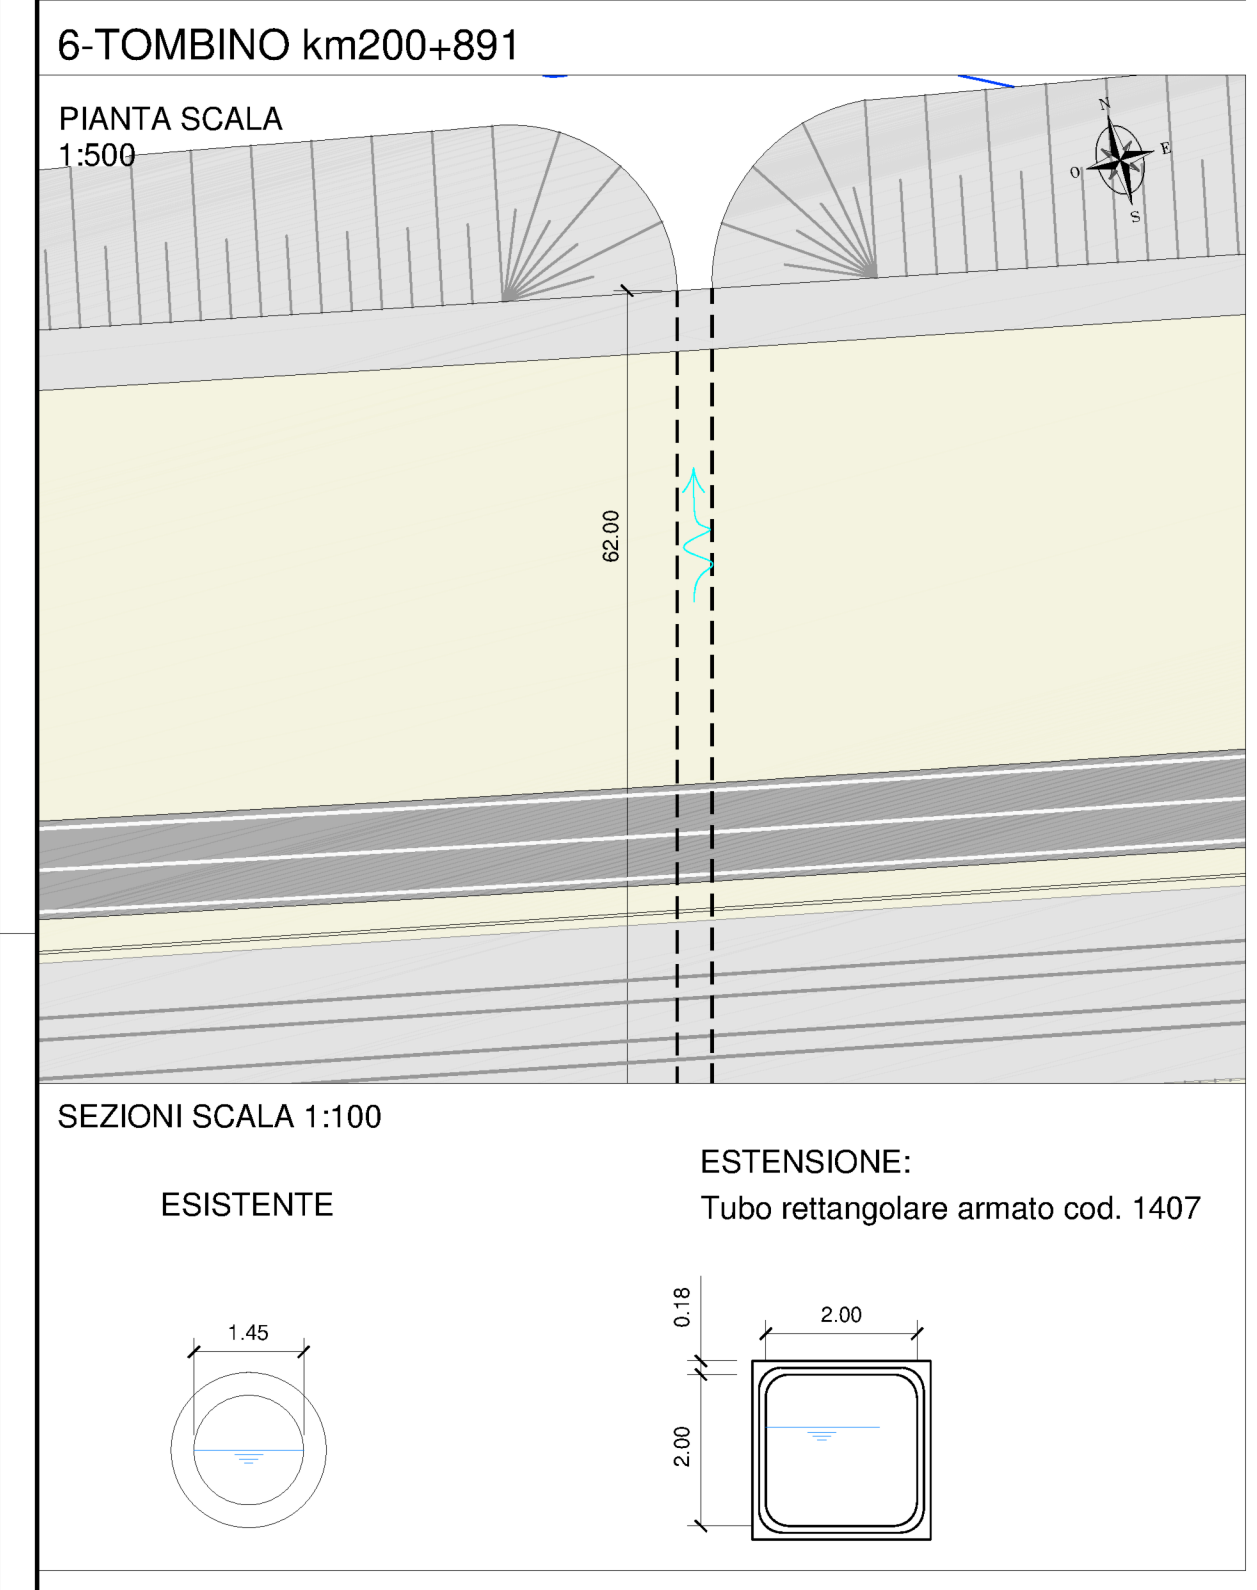 6-TOMBINO km200+891
PIANTA SCALA
1:500
N
E
O
S
62.00
SEZIONI SCALA 1:100
ESTENSIONE:
ESISTENTE
Tubo rettangolare armato cod. 1407
0.18
2.00
1.45
2.00